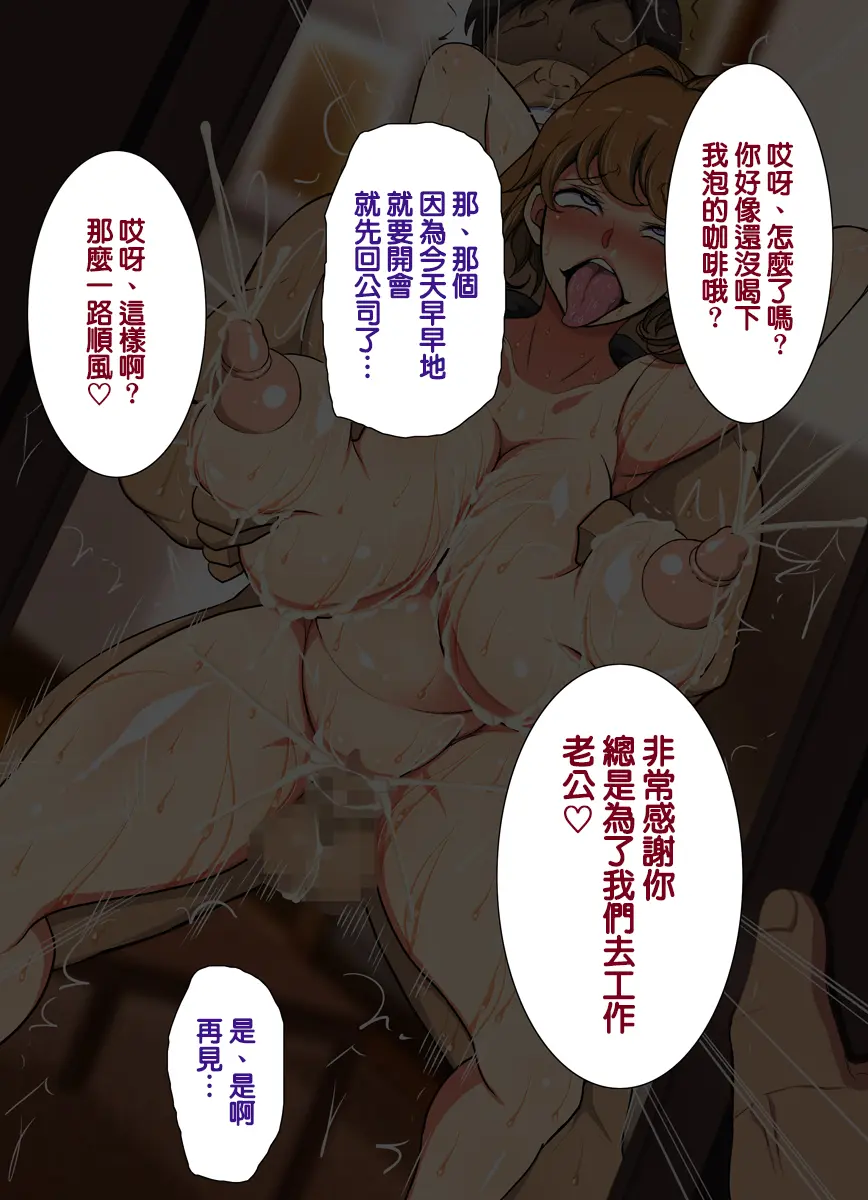 哎呀、怎麼了嗎？
你好像還沒喝下
我泡的咖啡哦？
那、那個
因為今天早早地
就要開會
就先回公司了…
哎呀、這樣啊？
那麼一路順風♡
非常感謝你
總是為了我們去工作
老公♡
是、是啊
再見…